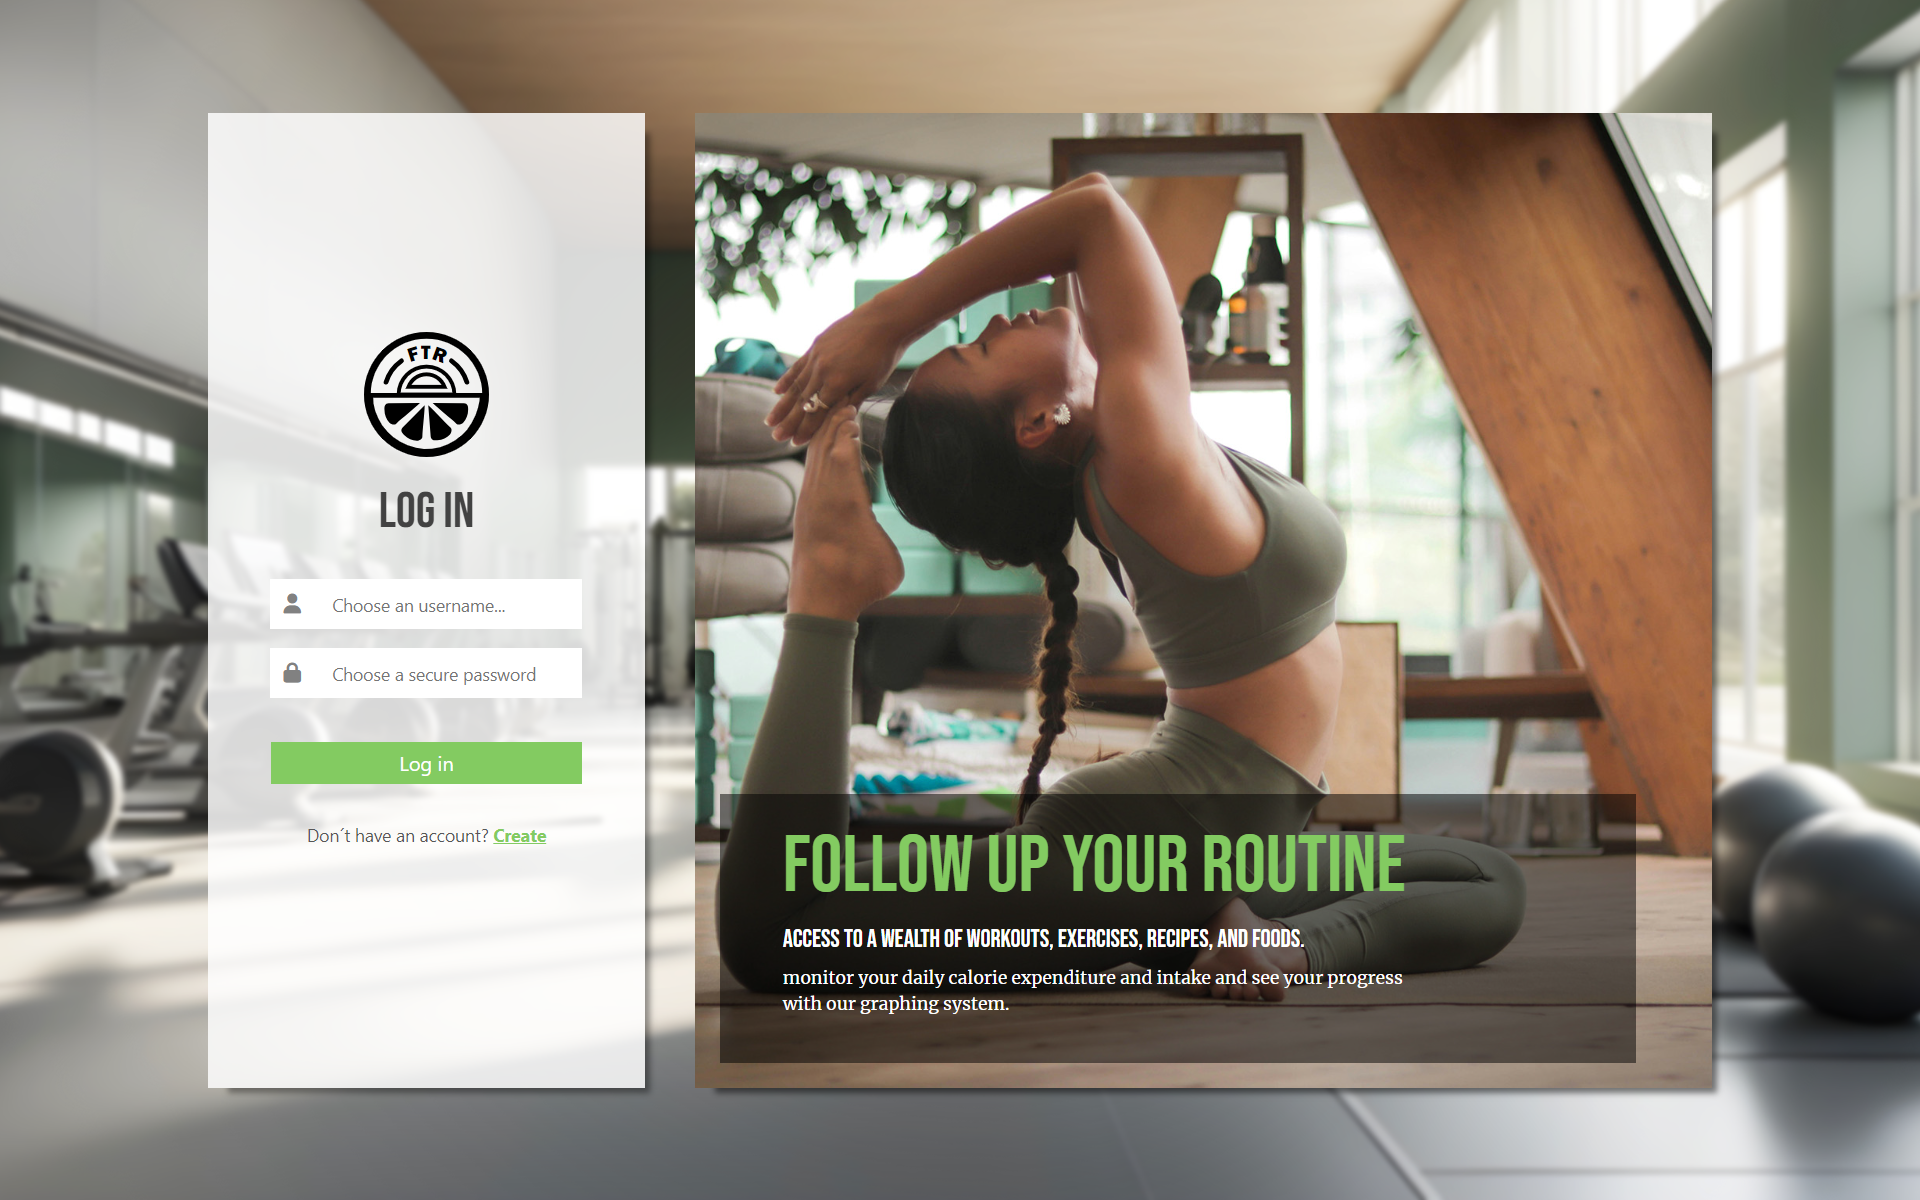 FTR
LOG IN
Choose an username...
Choose a secure password
Log in
Don´t have an account? Create
FOLLOW UP YOUR ROUTINE
ACCESS TO A WEALTH OF WORKOUTS, EXERCISES, RECIPES, AND FOODS.
monitor your daily calorie expenditure and intake and see your progress
with our graphing system.